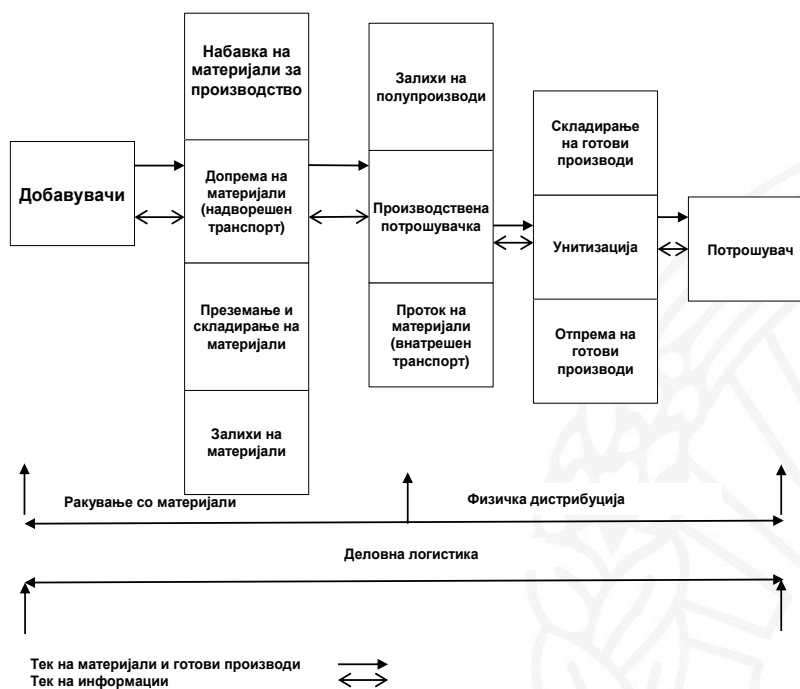 Добавувачи
Набавка на
материјали за
производство
Допрема на
материјали
(надворешен
транспорт)
Преземање и
складирање на
материјали
Залихи на
материјали
Залихи на
полупроизводи
Производствена
потрошувачка
Проток на
материјали
(внатрешен
транспорт)
Складирање
на готови
производи
Унитизација
Отпрема на
готови
производи
Потрошувач
Ракување со материјали
Физичка дистрибуција
Деловна логистика
Тек на материјали и готови производи
Тек на информации